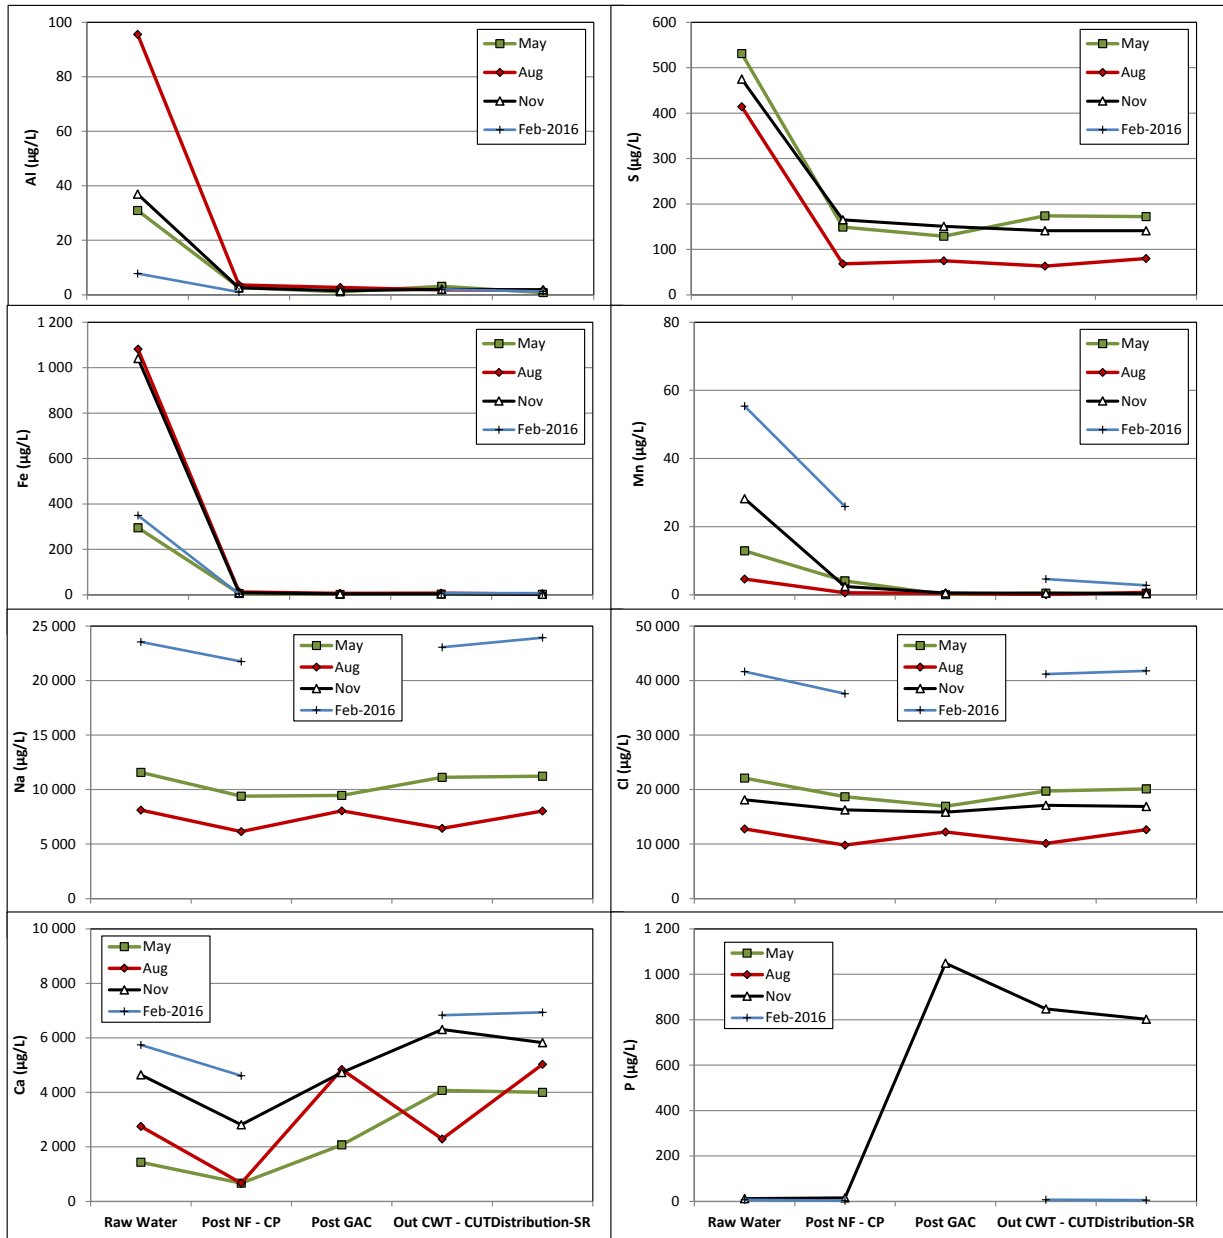 100
80
60
40
20
0
Al (µg/L)
May
Aug
Nov
Feb-2016
600
500
400
300
200
100
0
S (µg/L)
May
Aug
Nov
Feb-2016
1 200
1 000
800
600
400
200
0
Fe (µg/L)
May
Aug
Nov
Feb-2016
80
60
40
20
0
Mn (µg/L)
May
Aug
Nov
Feb-2016
25 000
20 000
15 000
10 000
5 000
0
Na (µg/L)
May
Aug
Nov
Feb-2016
50 000
40 000
30 000
20 000
10 000
0
Cl (µg/L)
May
Aug
Nov
Feb-2016
10 000
8 000
6 000
4 000
2 000
0
Ca (µg/L)
May
Aug
Nov
Feb-2016
Raw Water Post NF - CP Post GAC Out CWT - CUT Distribution-SR
1 200
1 000
800
600
400
200
0
P (µg/L)
May
Aug
Nov
Feb-2016
Raw Water Post NF - CP Post GAC Out CWT - CUT Distribution-SR